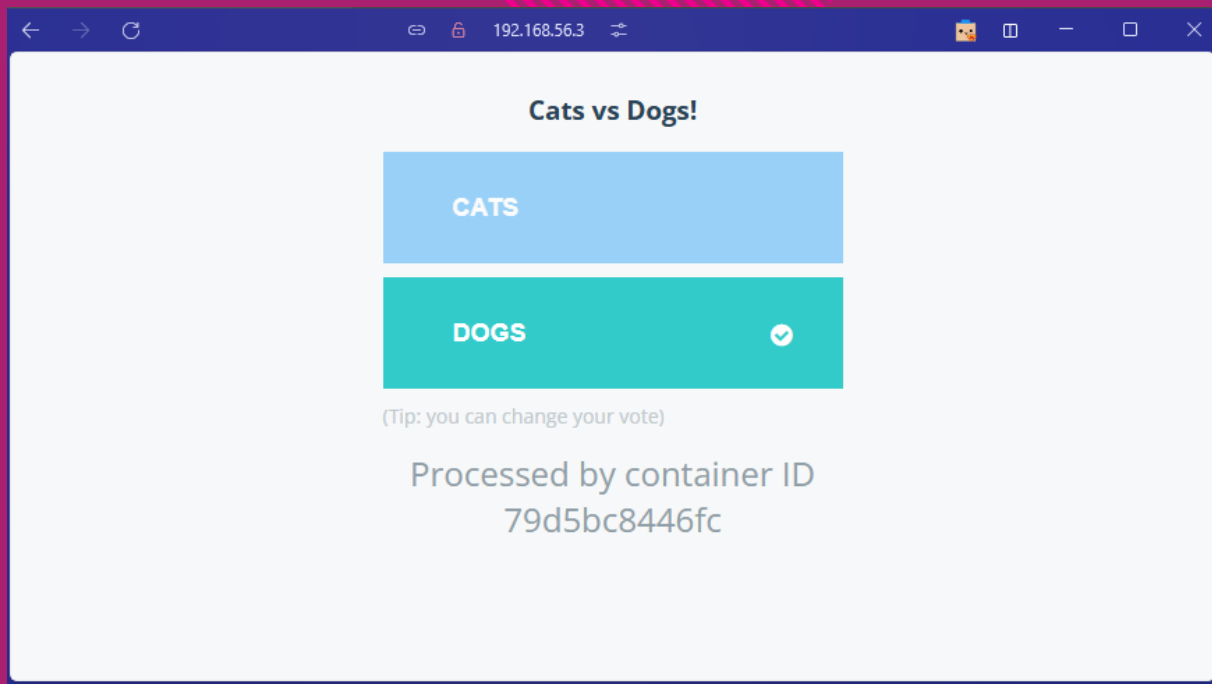 192.168.56.3
Cats vs Dogs!
CATS
DOGS
(Tip: you can change your vote)
Processed by container ID
79d5bc8446fc